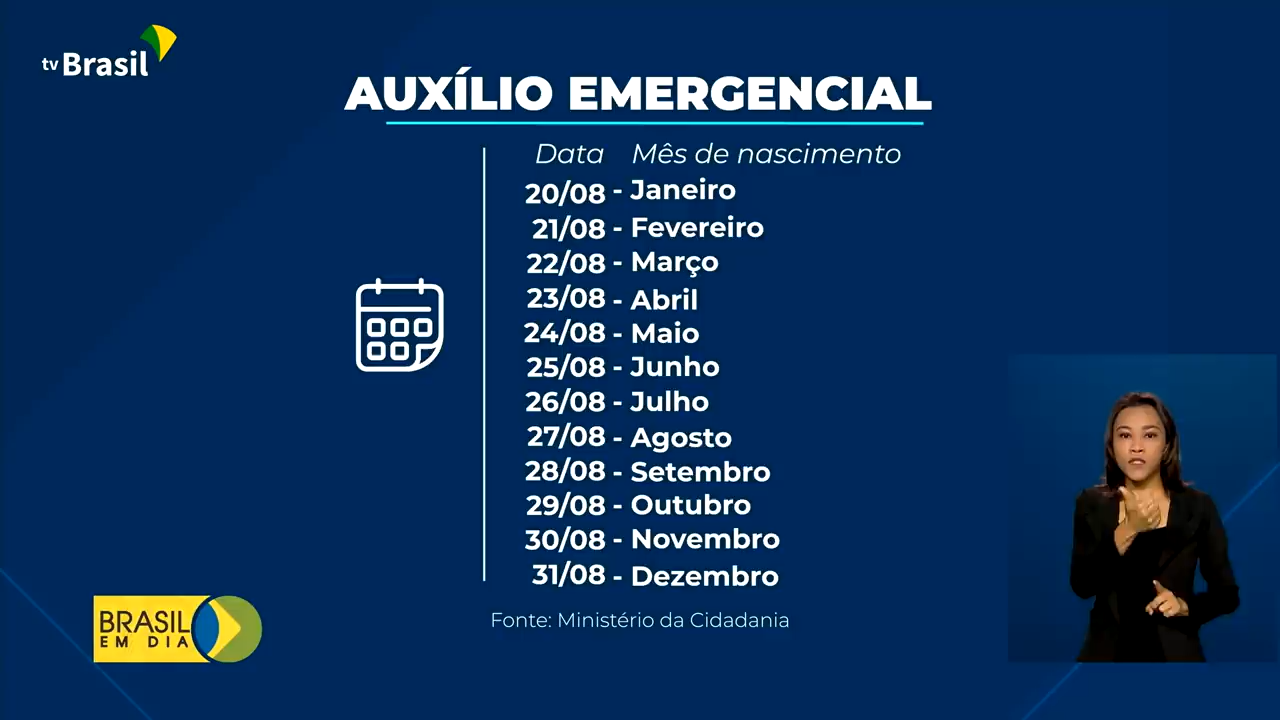 tv Brasil
AUXÍLIO EMERGENCIAL
Data Mês de nascimento
20/08 - Janeiro
21/08 - Fevereiro
22/08 - Março
23/08 - Abril
24/08 - Maio
25/08 - Junho
26/08 - Julho
27/08 - Agosto
28/08 - Setembro
29/08 - Outubro
30/08 - Novembro
31/08 - Dezembro
Fonte: Ministério da Cidadania
BRASIL
EM DIA